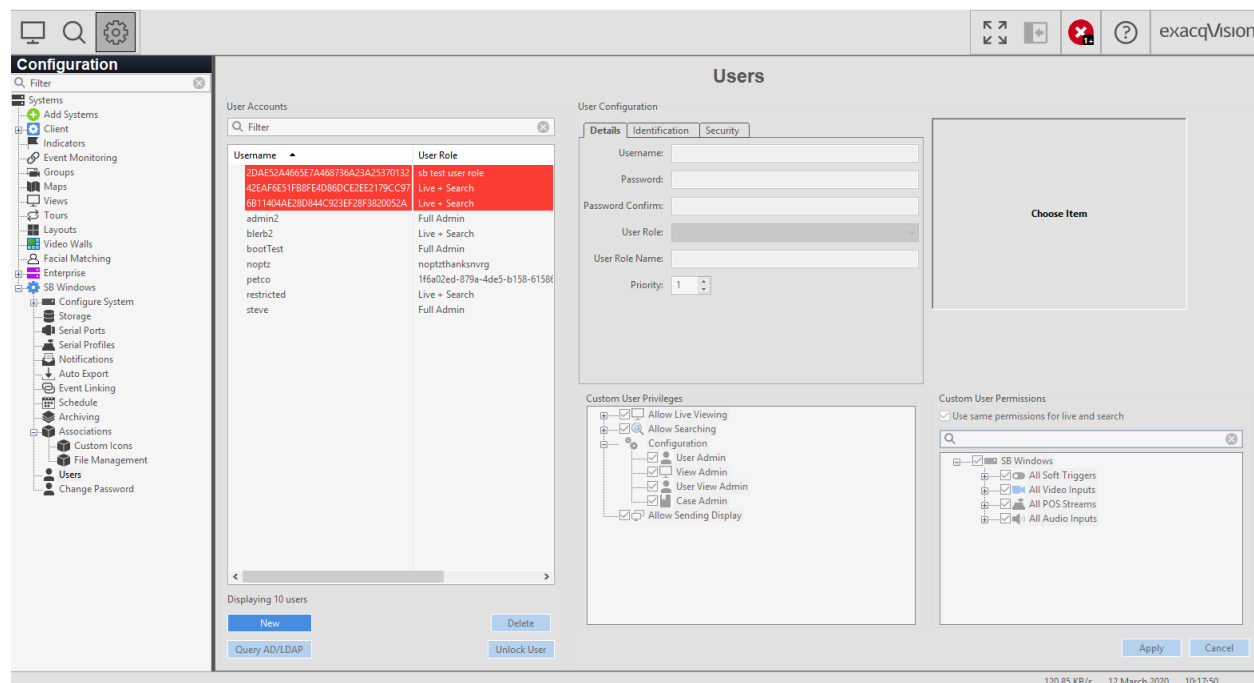 exacqVision
1+
Configuration
Filter
Systems
Add Systems
Client
Indicators
Event Monitoring
Groups
Maps
Views
Tours
Layouts
Video Walls
Facial Matching
Enterprise
SB Windows
Configure System
Storage
Serial Ports
Serial Profiles
Notifications
Auto Export
Event Linking
Schedule
Archiving
Associations
Custom Icons
File Management
Users
Change Password
Users
User Accounts
Filter
Username User Role
2DAE52A4665E7A468736A23A25370132 sb test user role
42EAF6E51FB8FE4D86DCE2EE2179CC97 Live + Search
6B11404AE28D844C923EF28F3820052A Live + Search
admin2 Full Admin
blerb2 Live + Search
bootTest Full Admin
noptz noptzthanksnvrg
petco 1f6a02ed-879a-4de5-b158-61586
restricted Live + Search
steve Full Admin
Displaying 10 users
New Delete
Query AD/LDAP Unlock User
User Configuration
Details Identification Security
Username:
Password:
Password Confirm:
User Role:
User Role Name:
Priority: 1
Choose Item
Custom User Privileges
Allow Live Viewing
Allow Searching
Configuration
User Admin
View Admin
User View Admin
Case Admin
Allow Sending Display
Custom User Permissions
Use same permissions for live and search
SB Windows
All Soft Triggers
All Video Inputs
All POS Streams
All Audio Inputs
Apply Cancel
120.85 KB/s 12 March 2020 10:17:50